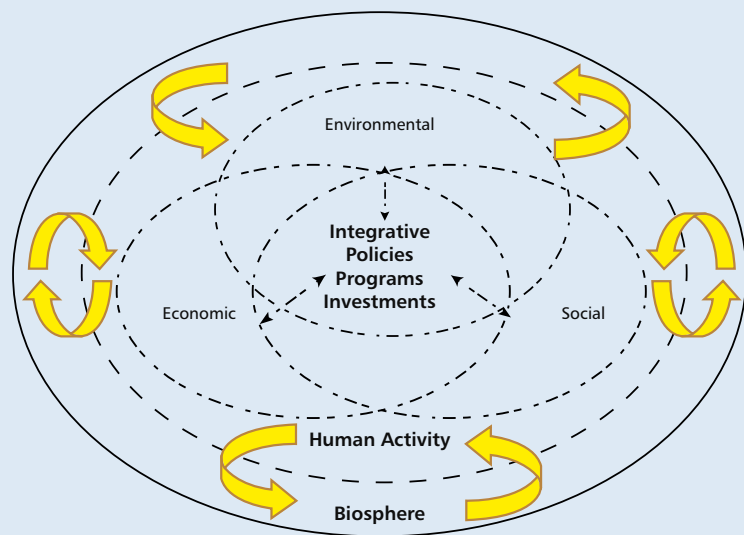 Environmental
Integrative
Policies
Programs
Investments
Economic
Social
Human Activity
Biosphere